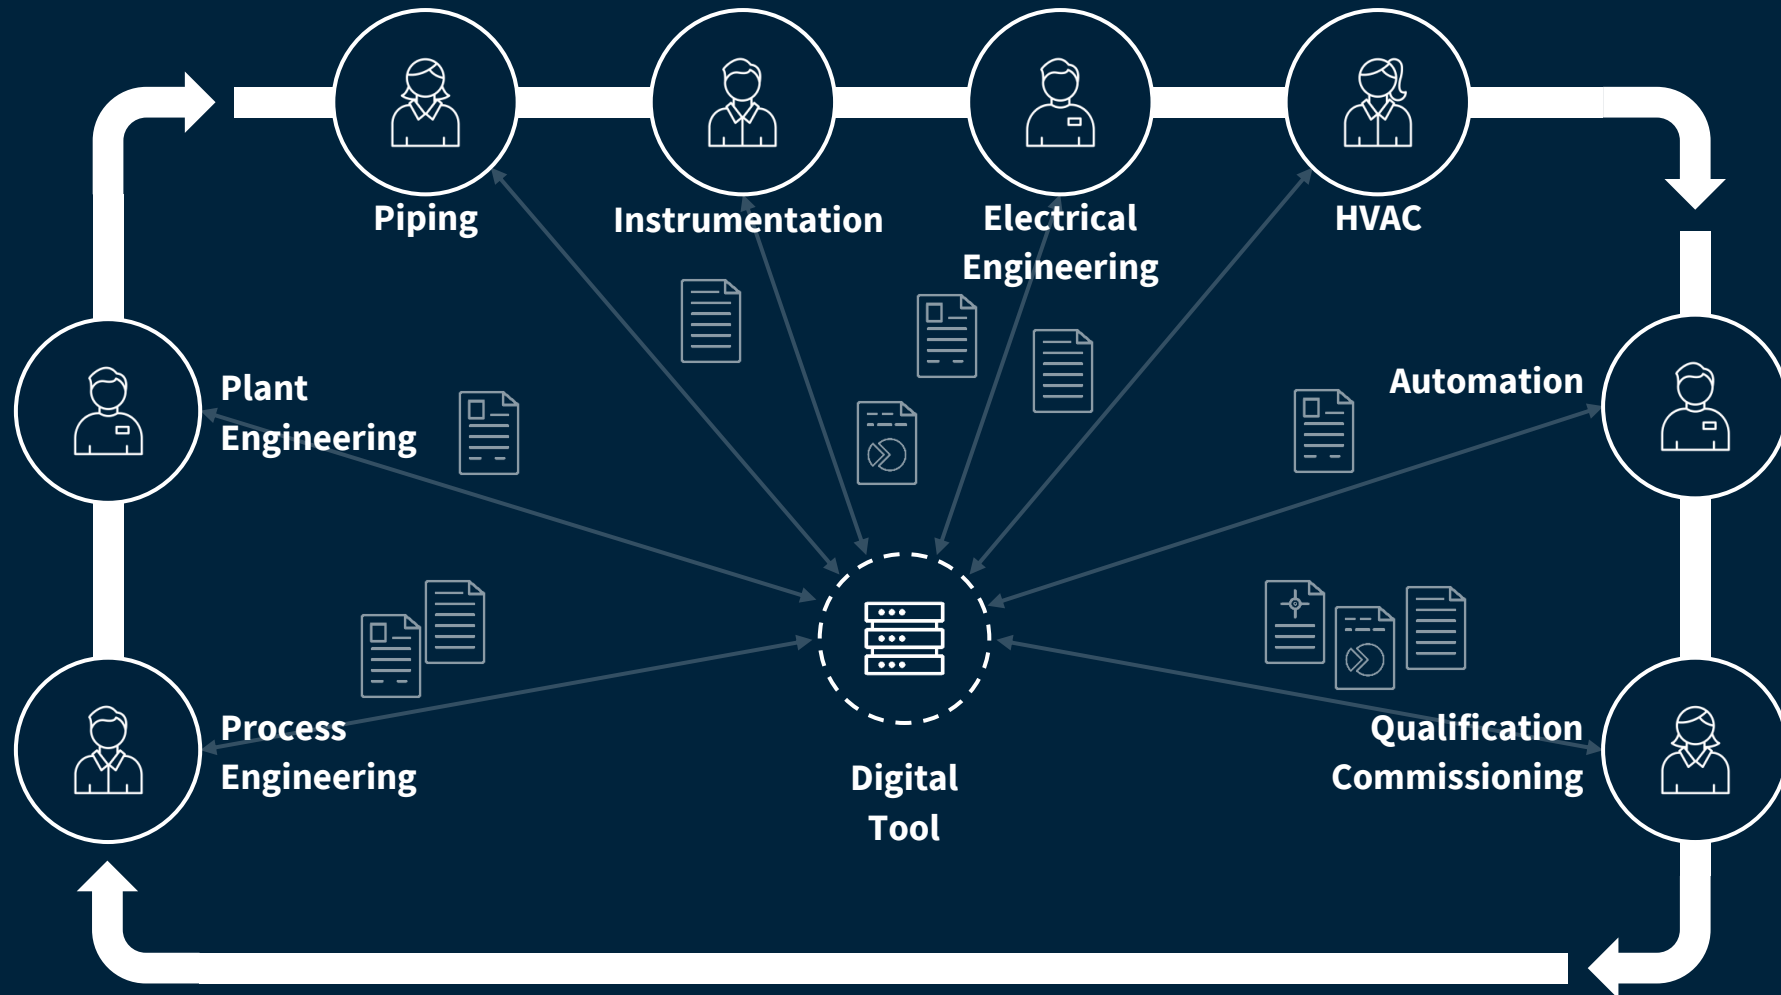 Piping
Instrumentation
Electrical
Engineering
HVAC
Plant
Engineering
Automation
Process
Engineering
Digital
Tool
Qualification
Commissioning